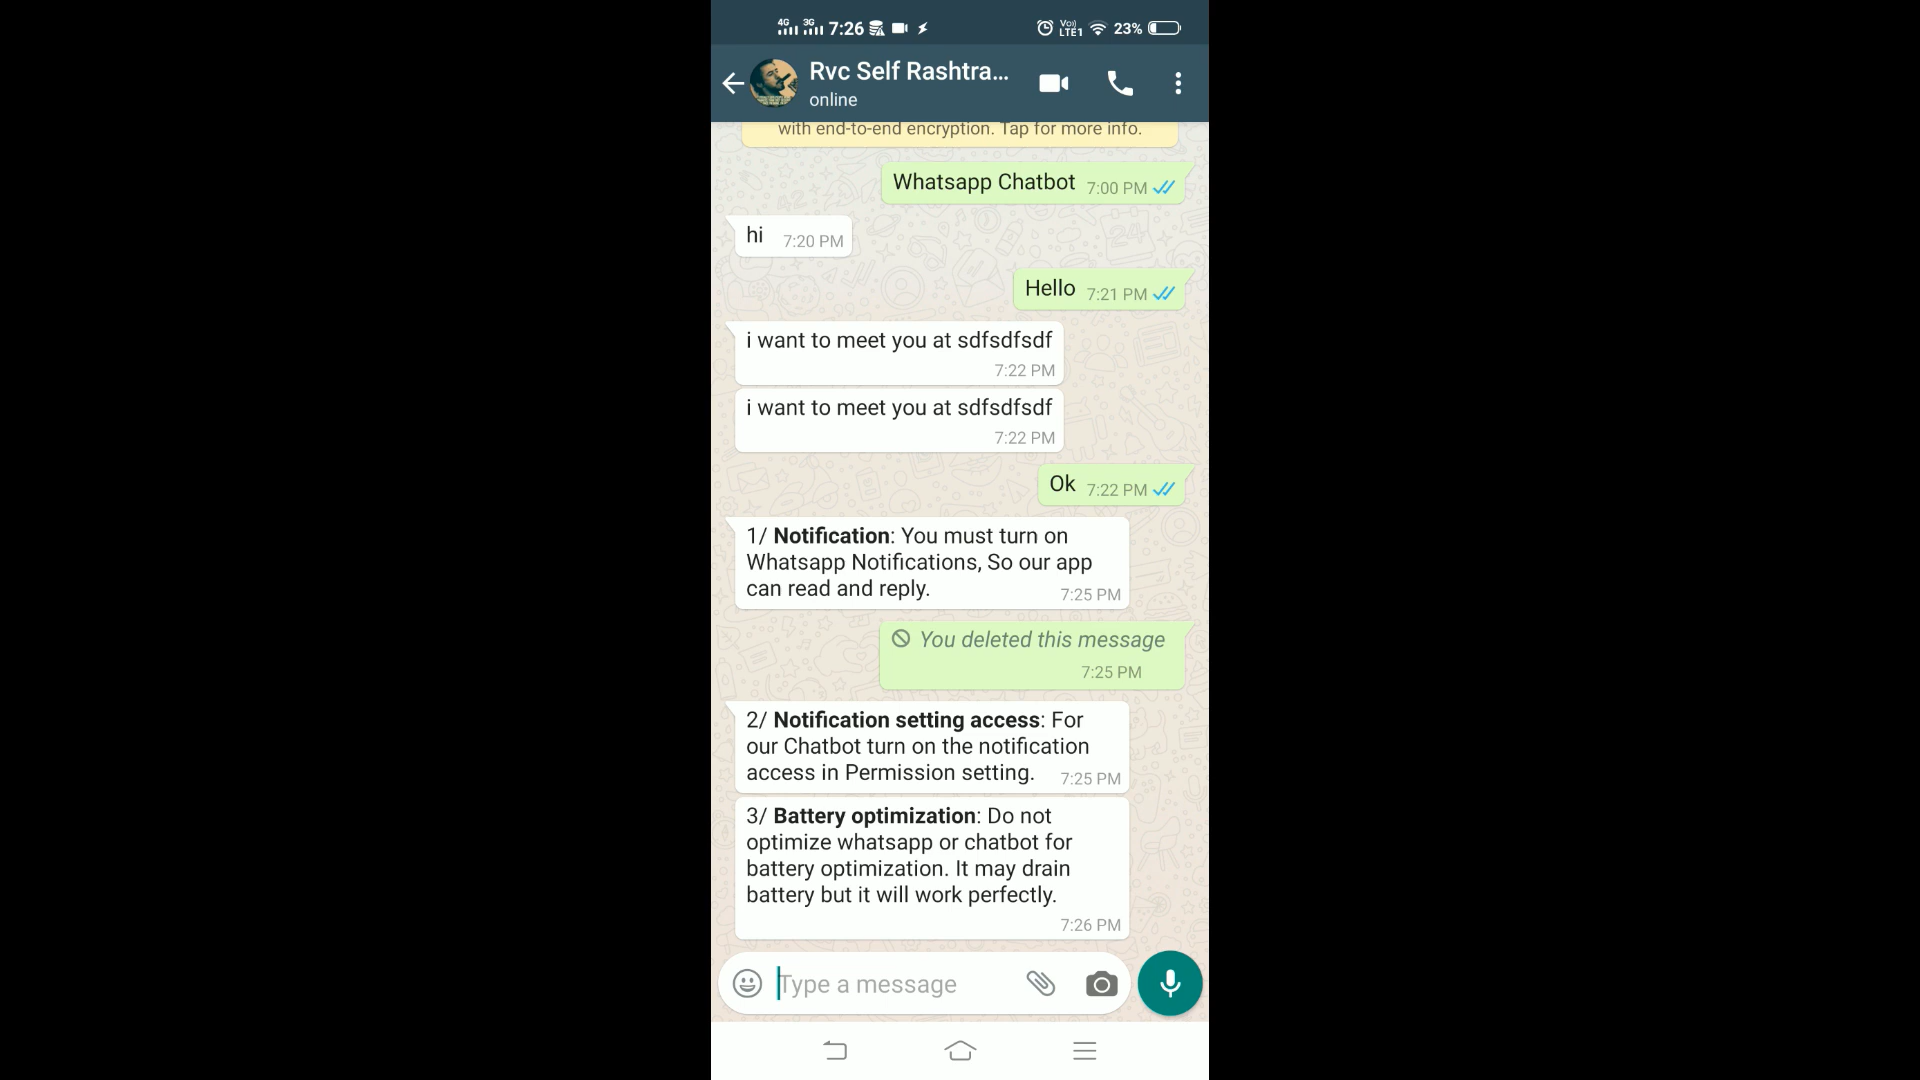 4G 3G 7:26 Vo) LTE1 23%
Rvc Self Rashtra...
online
with end-to-end encryption. Tap for more info.
Whatsapp Chatbot 7:00 PM
hi 7:20 PM
Hello 7:21 PM
i want to meet you at sdfsdfsdf
7:22 PM
i want to meet you at sdfsdfsdf
7:22 PM
Ok 7:22 PM
1/ Notification: You must turn on
Whatsapp Notifications, So our app
can read and reply. 7:25 PM
You deleted this message
7:25 PM
2/ Notification setting access: For
our Chatbot turn on the notification
access in Permission setting. 7:25 PM
3/ Battery optimization: Do not
optimize whatsapp or chatbot for
battery optimization. It may drain
battery but it will work perfectly.
7:26 PM
Type a message